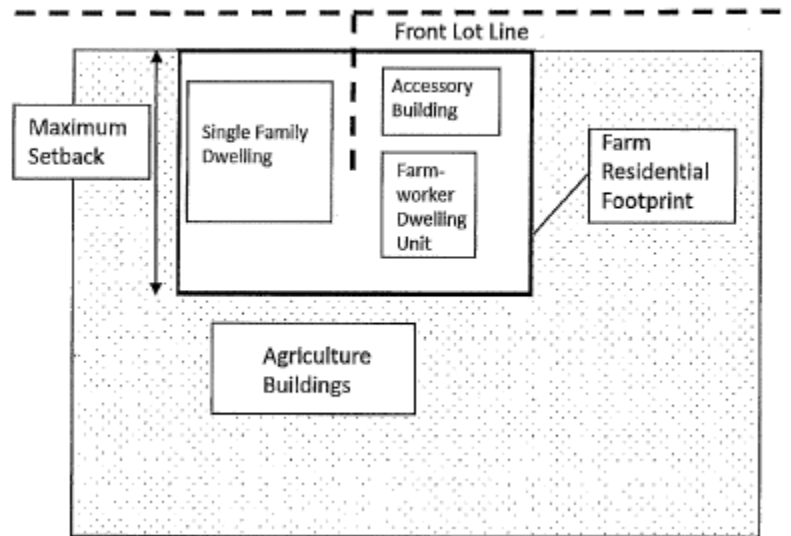 Front Lot Line
Maximum
Setback
Single Family
Dwelling
Accessory
Building
Farm-
worker
Dwelling
Unit
Farm
Residential
Footprint
Agriculture
Buildings